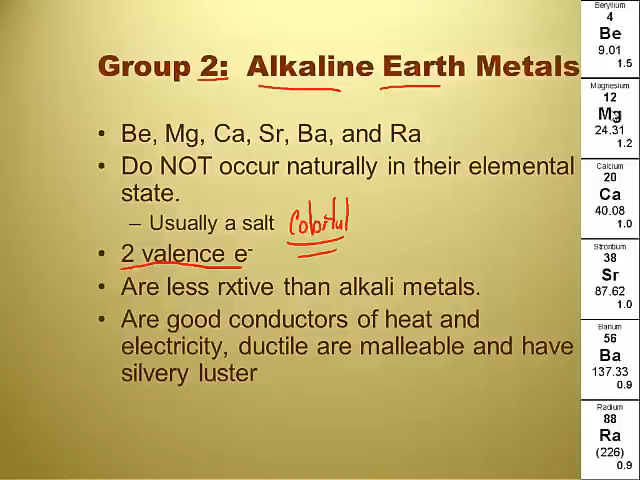 Group 2: Alkaline Earth Metals
• Be, Mg, Ca, Sr, Ba, and Ra
• Do NOT occur naturally in their elemental
state.
– Usually a salt Colorful
• 2 valence e-
• Are less rxtive than alkali metals.
• Are good conductors of heat and
electricity, ductile are malleable and have
silvery luster
Beryllium
4
Be
9.01
1.5
Magnesium
12
Mg
24.31
1.2
Calcium
20
Ca
40.08
1.0
Strontium
38
Sr
87.62
1.0
Barium
56
Ba
137.33
0.9
Radium
88
Ra
(226)
0.9